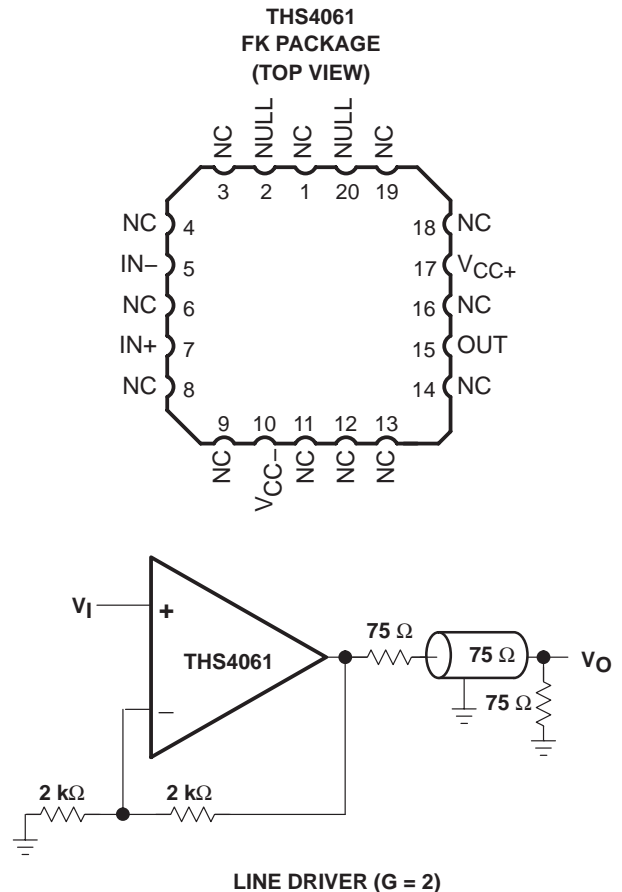 THS4061
FK PACKAGE
(TOP VIEW)
NC NULL NC NULL NC
3 2 1 20 19
NC 4 18 NC
IN– 5 17 VCC+
NC 6 16 NC
IN+ 7 15 OUT
NC 8 14 NC
9 10 11 12 13
NC VCC– NC NC NC
VI + THS4061 75 Ω 75 Ω VO
– 75 Ω
2 kΩ 2 kΩ
LINE DRIVER (G = 2)